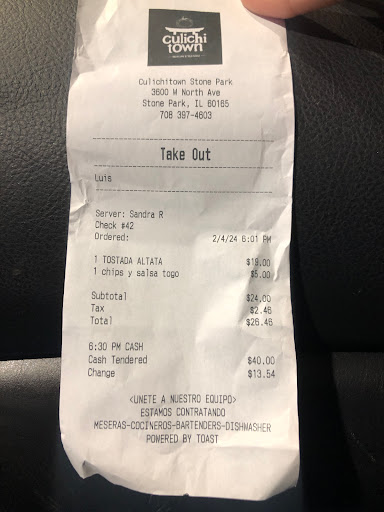 culichi
town
Culichitown Stone Park
3600 W North Ave
Stone Park, IL 60165
708 397-4603
Take Out
Luis
Server: Sandra R
Check #42
Ordered: 2/4/24 6:01 PM
1 TOSTADA ALTATA $19.00
1 chips y salsa togo $5.00
Subtotal $24.00
Tax $2.46
Total $26.46
6:30 PM CASH
Cash Tendered $40.00
Change $13.54
<UNETE A NUESTRO EQUIPO>
ESTAMOS CONTRATANDO
MESERAS-COCINEROS-BARTENDERS-DISHWASHER
POWERED BY TOAST